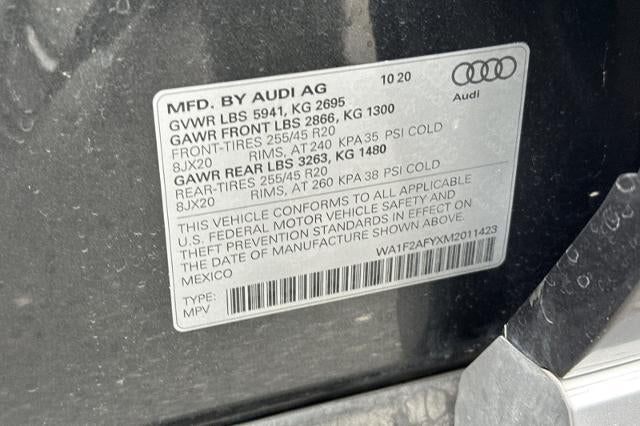 MFD. BY AUDI AG 10 20
Audi
GVWR LBS 5941, KG 2695
GAWR FRONT LBS 2866, KG 1300
FRONT-TIRES 255/45 R20
8JX20 RIMS, AT 240 KPA 35 PSI COLD
GAWR REAR LBS 3263, KG 1480
REAR-TIRES 255/45 R20
8JX20 RIMS, AT 260 KPA 38 PSI COLD
THIS VEHICLE CONFORMS TO ALL APPLICABLE
U.S. FEDERAL MOTOR VEHICLE SAFETY AND
THEFT PREVENTION STANDARDS IN EFFECT ON
THE DATE OF MANUFACTURE SHOWN ABOVE.
MEXICO WA1F2AFYXM2011423
TYPE:
MPV